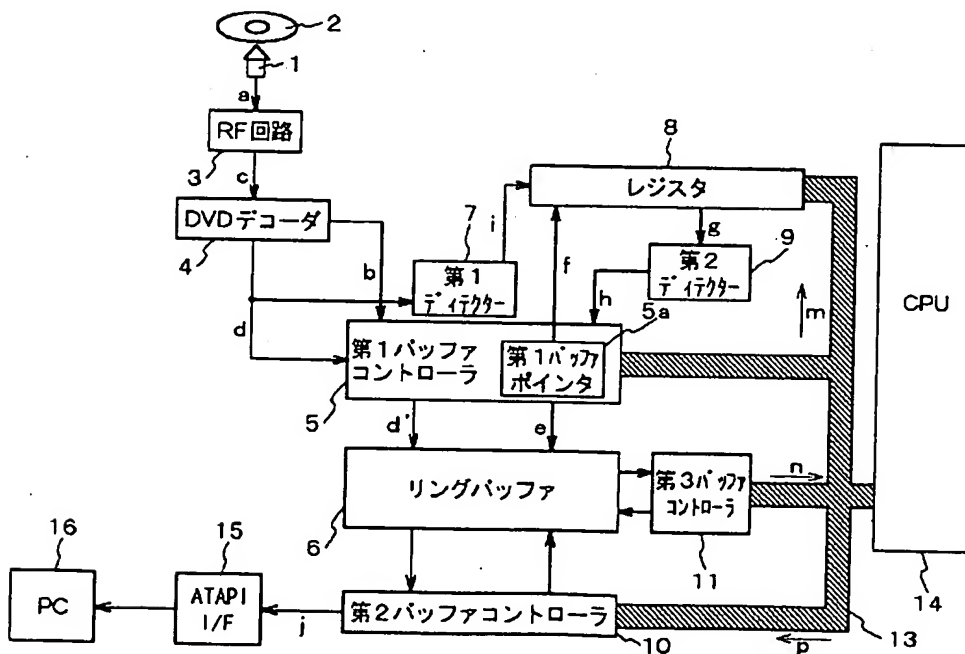 2
1
a
RF回路
3
c
DVDデコーダ
4
b
d
7
第1
ディテクター
i
8
レジスタ
f
g
第2
ディテクター
9
h
5a
第1バッファ
コントローラ
第1バッファ
ポインタ
5
m
CPU
d'
e
リングバッファ
6
第3バッファ
コントローラ
n
11
14
16
PC
15
ATAPI
I/F
j
第2バッファコントローラ
10
p
13